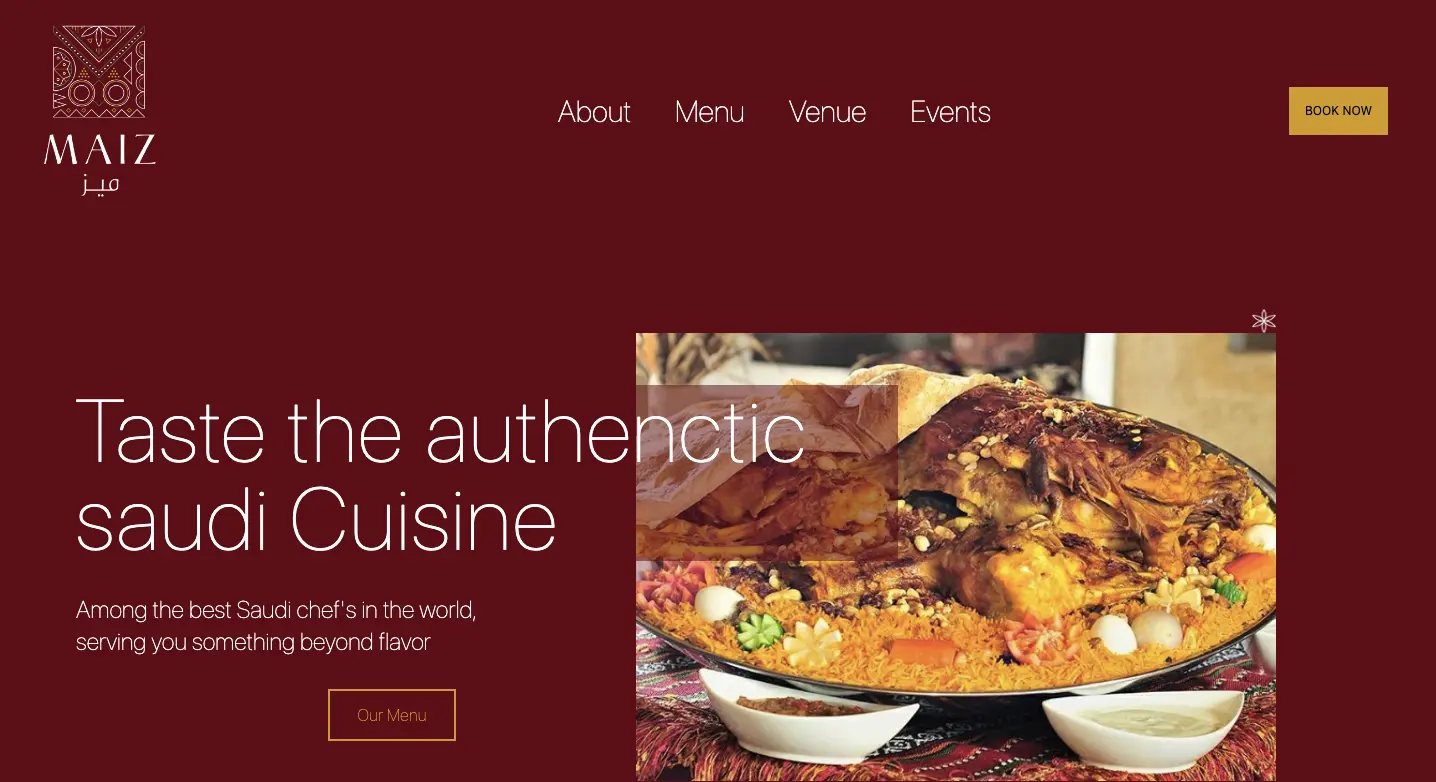 MAIZ
ميز
About Menu Venue Events
BOOK NOW
Taste the authenctic
saudi Cuisine
Among the best Saudi chef's in the world,
serving you something beyond flavor
Our Menu